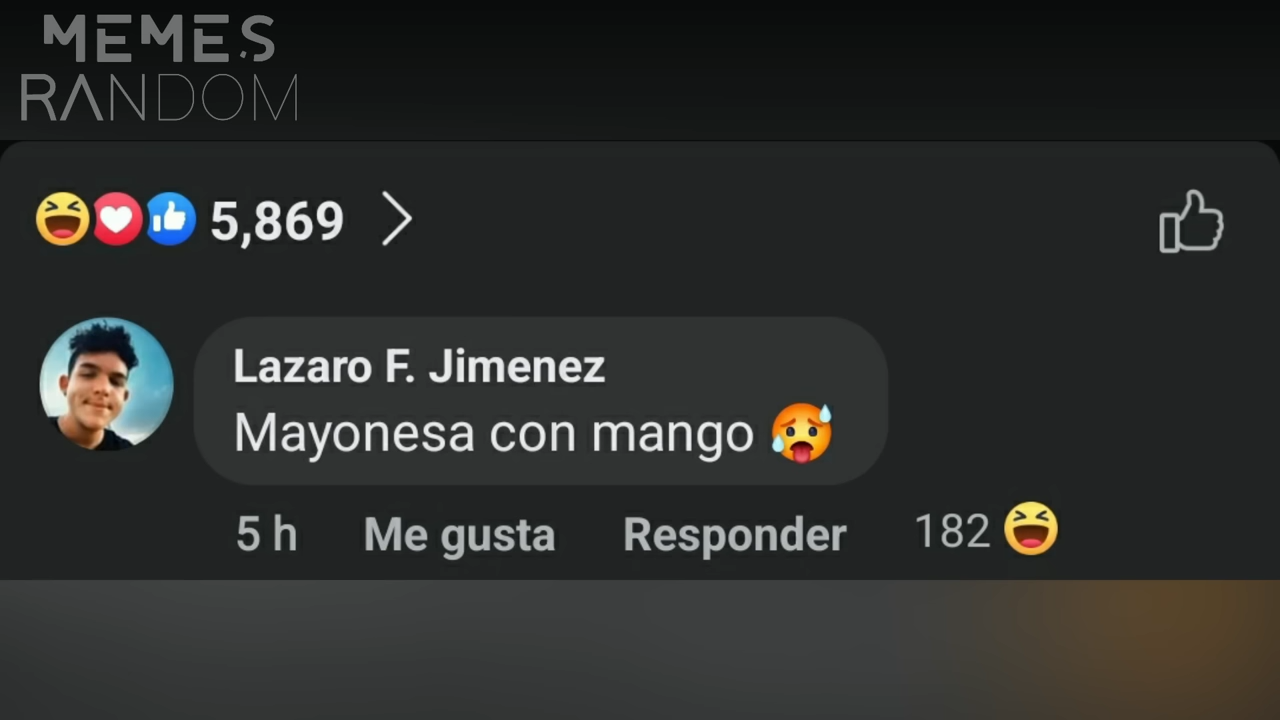 MEMES
RANDOM
5,869
Lazaro F. Jimenez
Mayonesa con mango 🥵
5 h Me gusta Responder 182